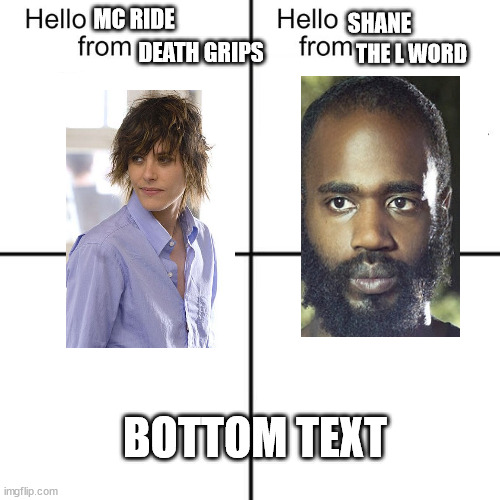 Hello MC RIDE
from DEATH GRIPS
Hello SHANE
from THE L WORD
BOTTOM TEXT
imgflip.com